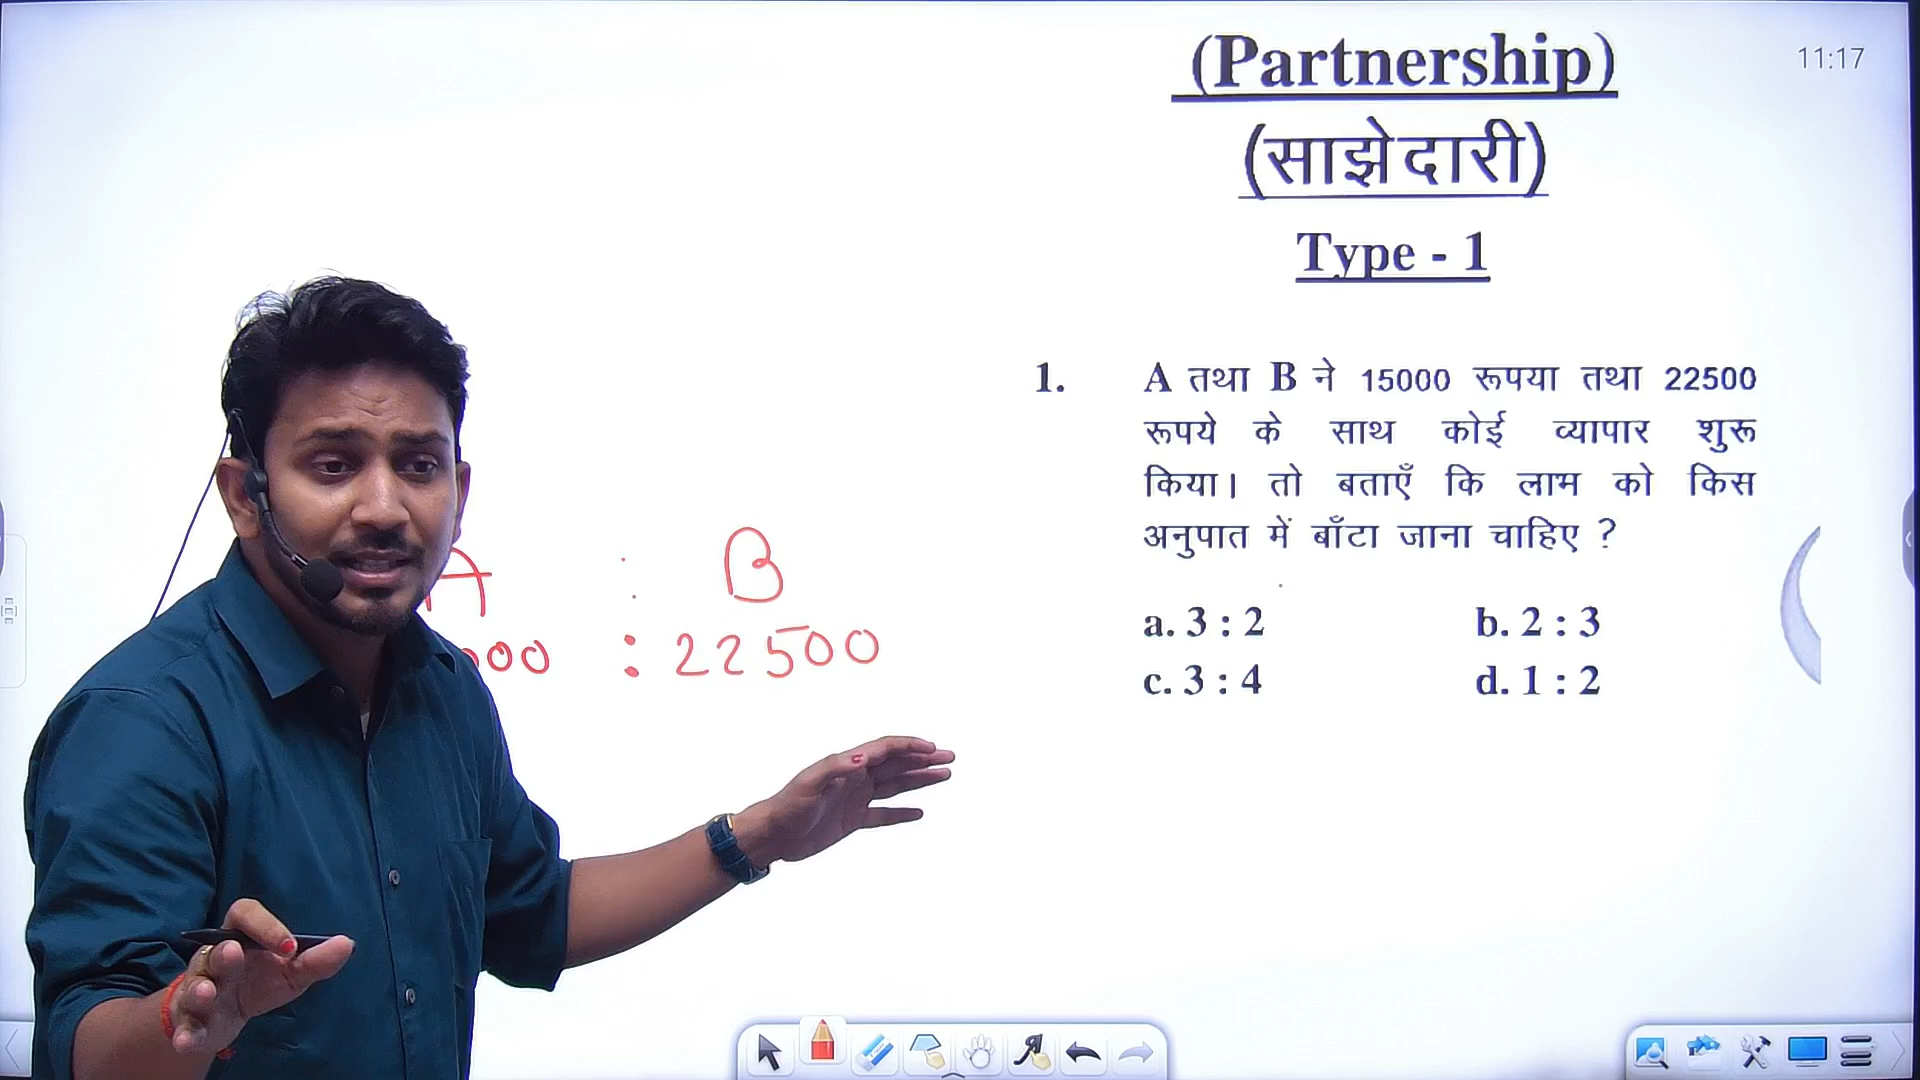 (Partnership)
11:17
(साझेदारी)
Type - 1
1. A तथा B ने 15000 रूपया तथा 22500
रूपये के साथ कोई व्यापार शुरू
किया। तो बताएँ कि लाभ को किस
अनुपात में बाँटा जाना चाहिए ?
a. 3 : 2 b. 2 : 3
c. 3 : 4 d. 1 : 2
A : B
000 : 22500